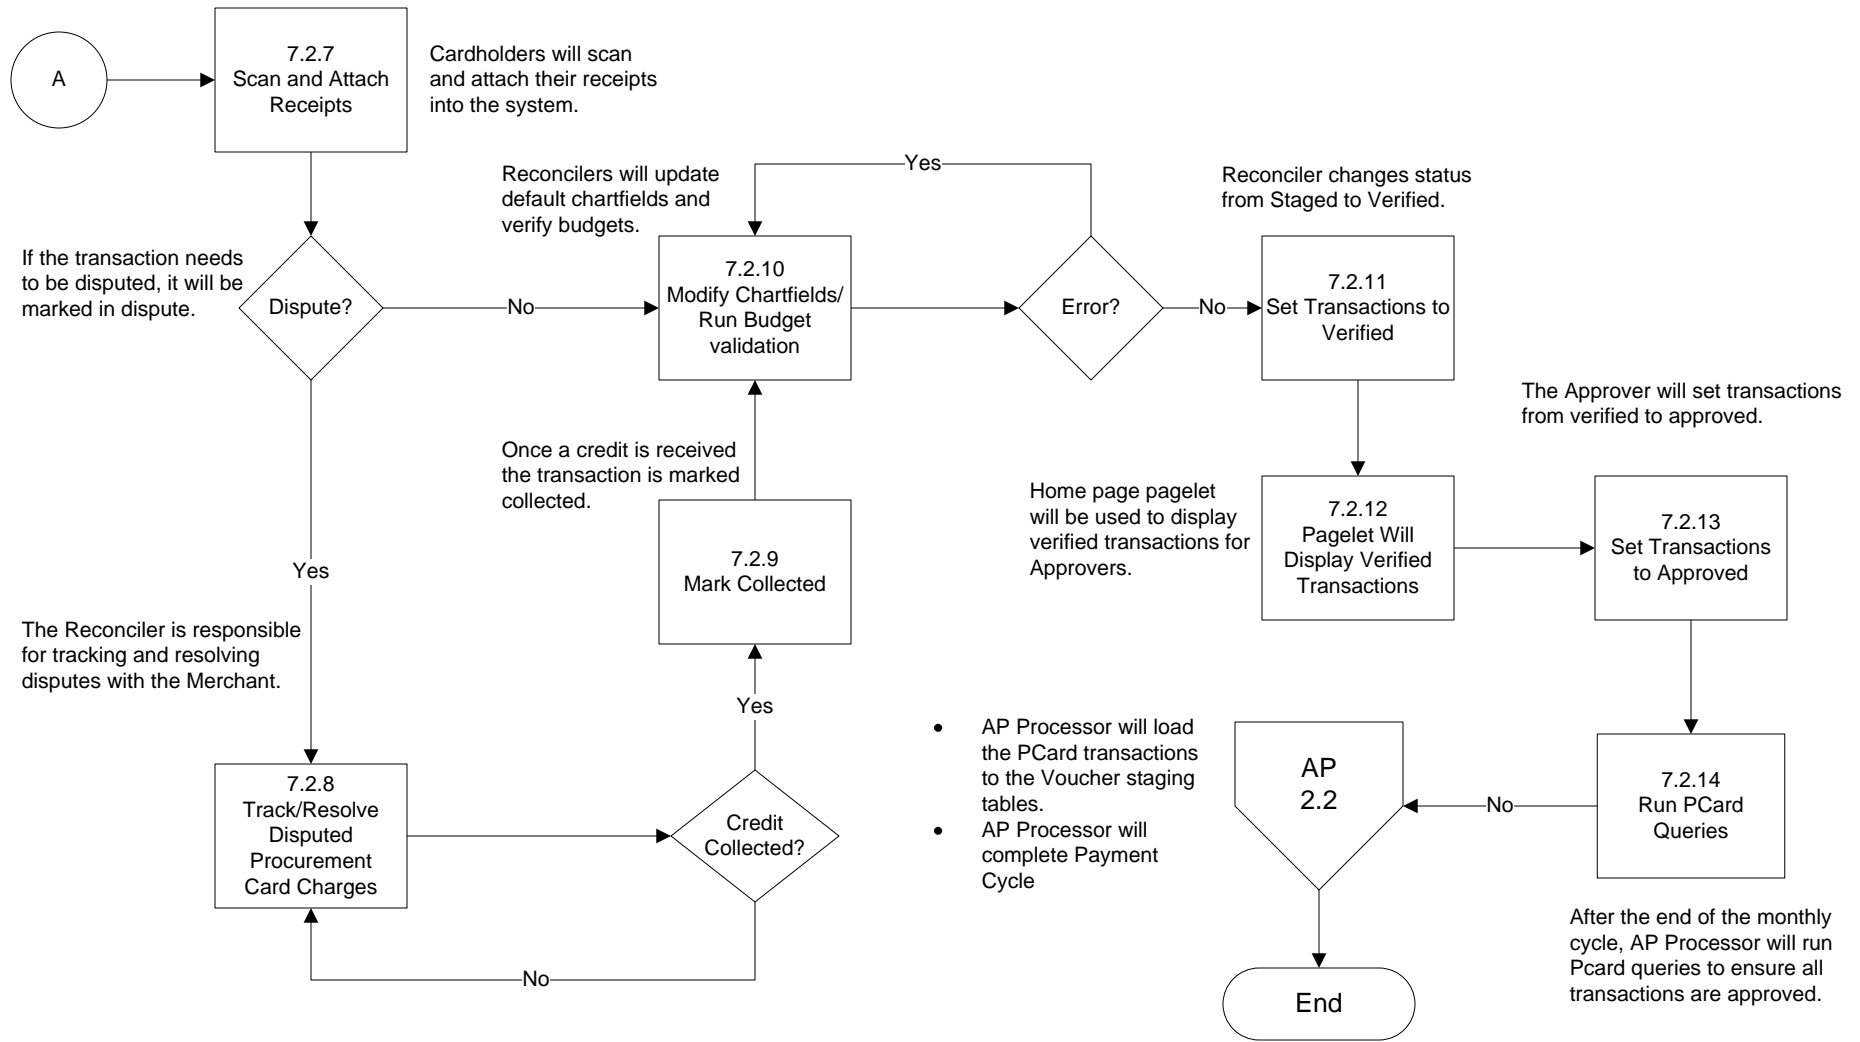 A
7.2.7
Scan and Attach
Receipts
Cardholders will scan
and attach their receipts
into the system.
If the transaction needs
to be disputed, it will be
marked in dispute.
Dispute?
No
Yes
Reconcilers will update
default chartfields and
verify budgets.
7.2.10
Modify Chartfields/
Run Budget
validation
Yes
Error?
No
Reconciler changes status
from Staged to Verified.
7.2.11
Set Transactions to
Verified
The Approver will set transactions
from verified to approved.
Once a credit is received
the transaction is marked
collected.
7.2.9
Mark Collected
Home page pagelet
will be used to display
verified transactions for
Approvers.
7.2.12
Pagelet Will
Display Verified
Transactions
7.2.13
Set Transactions
to Approved
The Reconciler is responsible
for tracking and resolving
disputes with the Merchant.
7.2.8
Track/Resolve
Disputed
Procurement
Card Charges
Yes
Credit
Collected?
No
• AP Processor will load
the PCard transactions
to the Voucher staging
tables.
• AP Processor will
complete Payment
Cycle
AP
2.2
No
7.2.14
Run PCard
Queries
After the end of the monthly
cycle, AP Processor will run
Pcard queries to ensure all
transactions are approved.
End